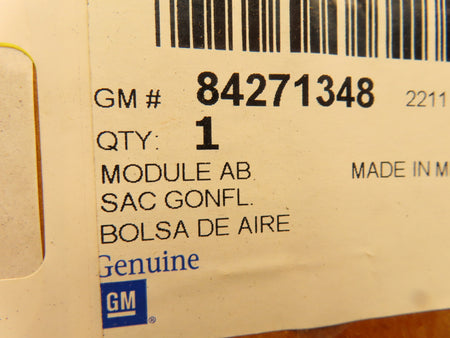 GM # 84271348 2211
QTY: 1
MODULE AB. MADE IN M
SAC GONFL.
BOLSA DE AIRE
Genuine
GM ®